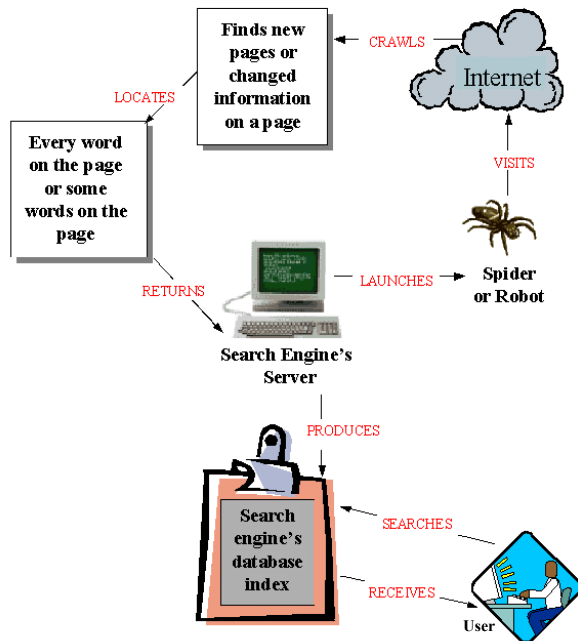 Finds new
pages or
changed
information
on a page
CRAWLS
Internet
LOCATES
Every word
on the page
or some
words on the
page
VISITS
RETURNS
LAUNCHES
Spider
or Robot
Search Engine's
Server
PRODUCES
Search
engine's
database
index
SEARCHES
RECEIVES
User